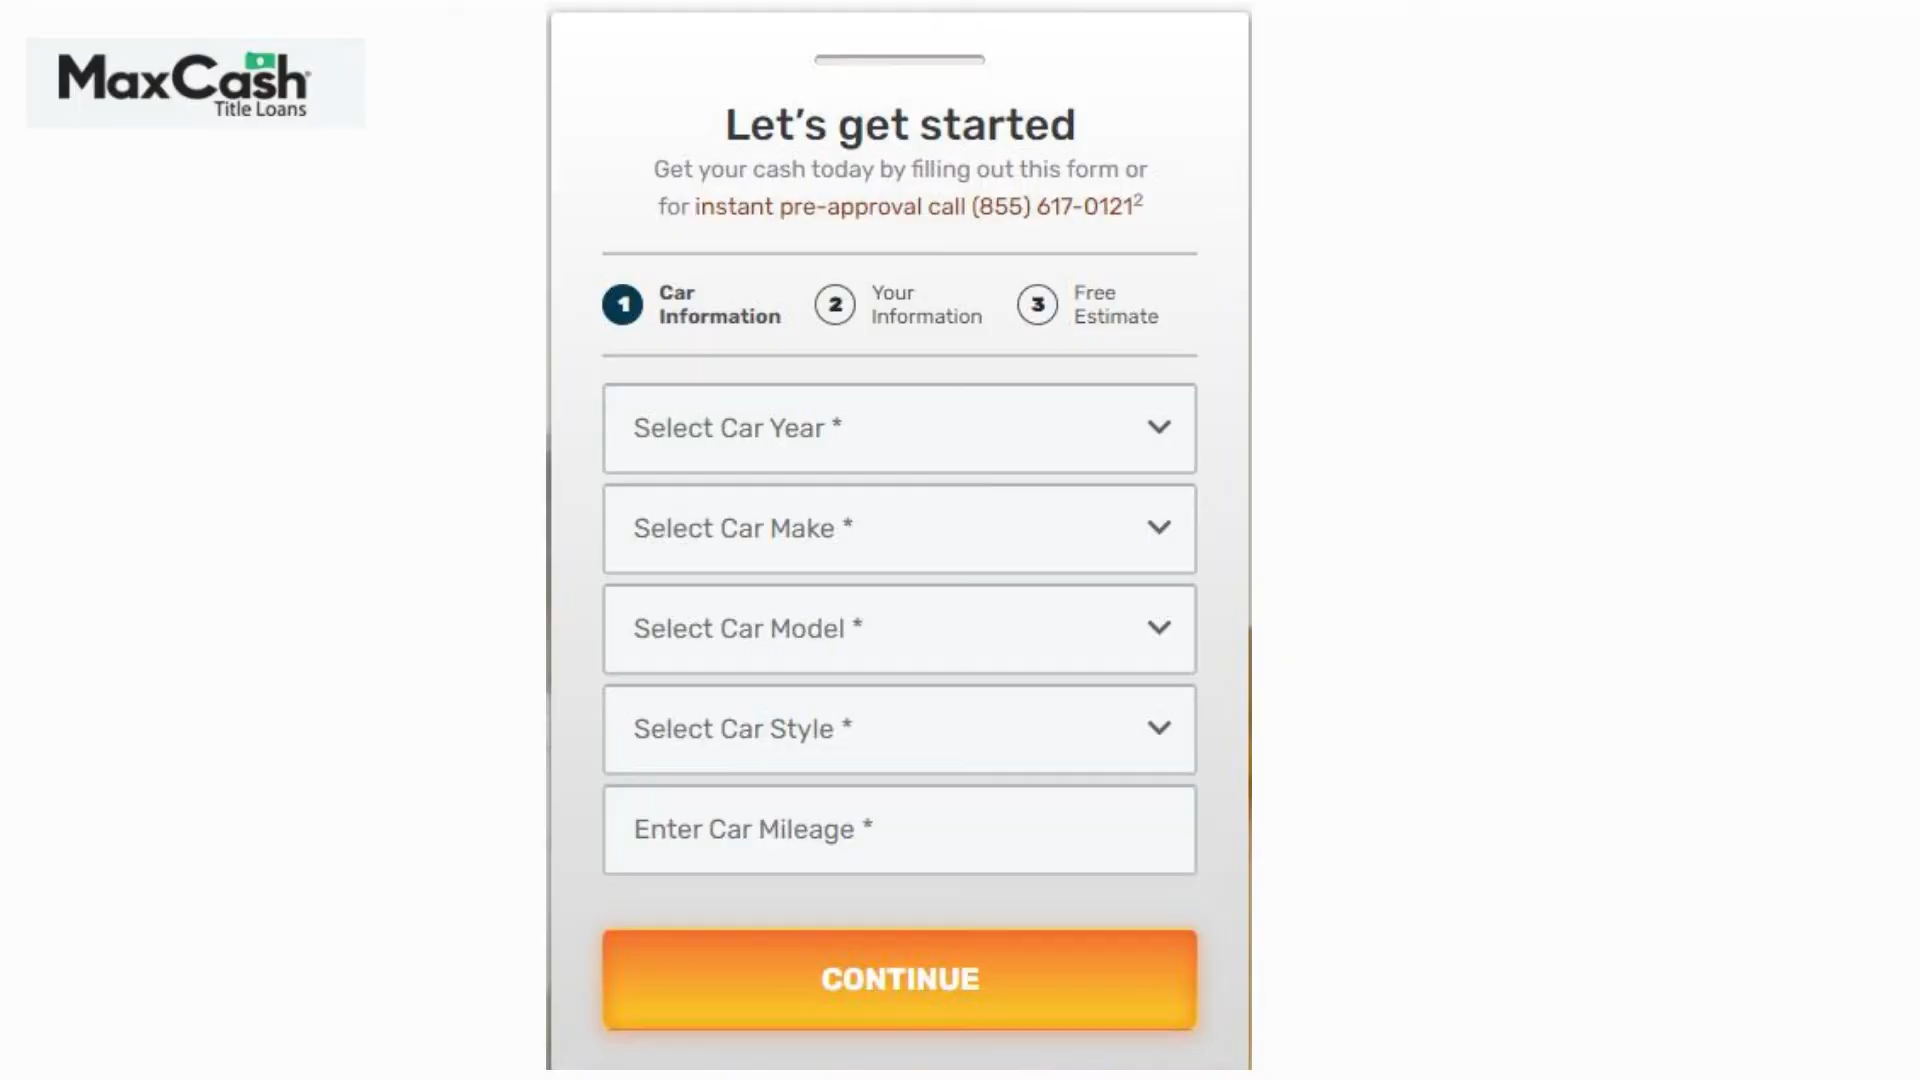 MaxCash
Title Loans
Let’s get started
Get your cash today by filling out this form or
for instant pre-approval call (855) 617-0121²
1 Car Information
2 Your Information
3 Free Estimate
Select Car Year *
Select Car Make *
Select Car Model *
Select Car Style *
Enter Car Mileage *
CONTINUE